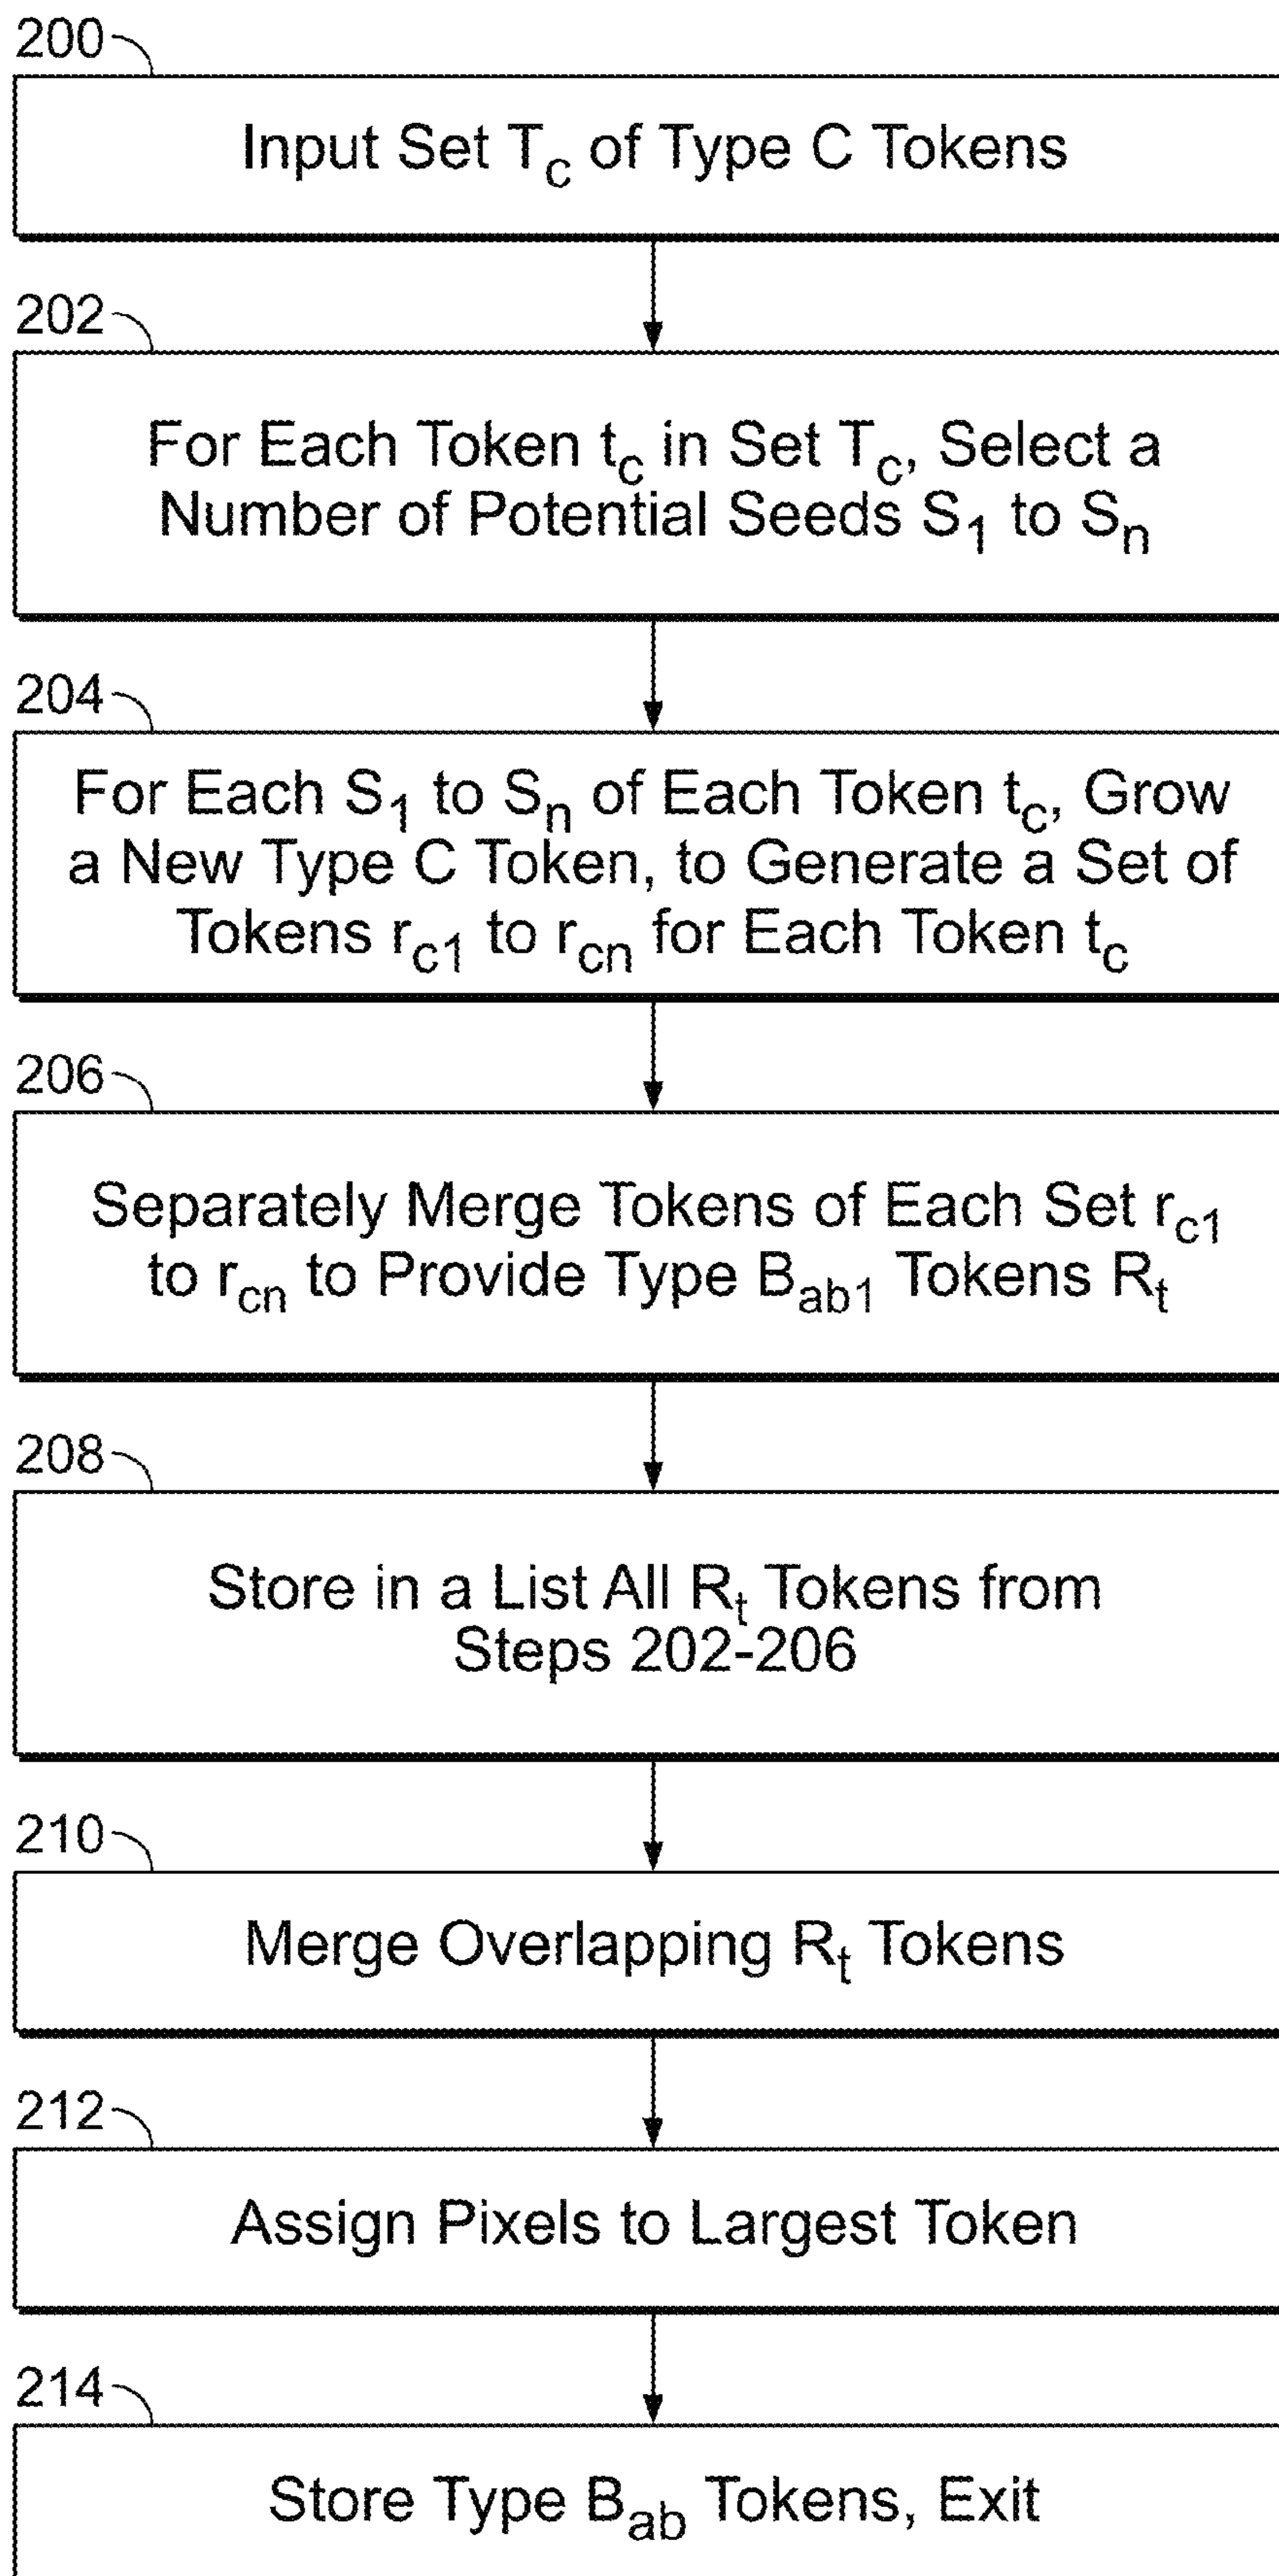 200
Input Set Tc of Type C Tokens
202
For Each Token tc in Set Tc, Select a
Number of Potential Seeds S1 to Sn
204
For Each S1 to Sn of Each Token tc, Grow
a New Type C Token, to Generate a Set of
Tokens rc1 to rcn for Each Token tc
206
Separately Merge Tokens of Each Set rc1
to rcn to Provide Type Bab1 Tokens Rt
208
Store in a List All Rt Tokens from
Steps 202-206
210
Merge Overlapping Rt Tokens
212
Assign Pixels to Largest Token
214
Store Type Bab Tokens, Exit